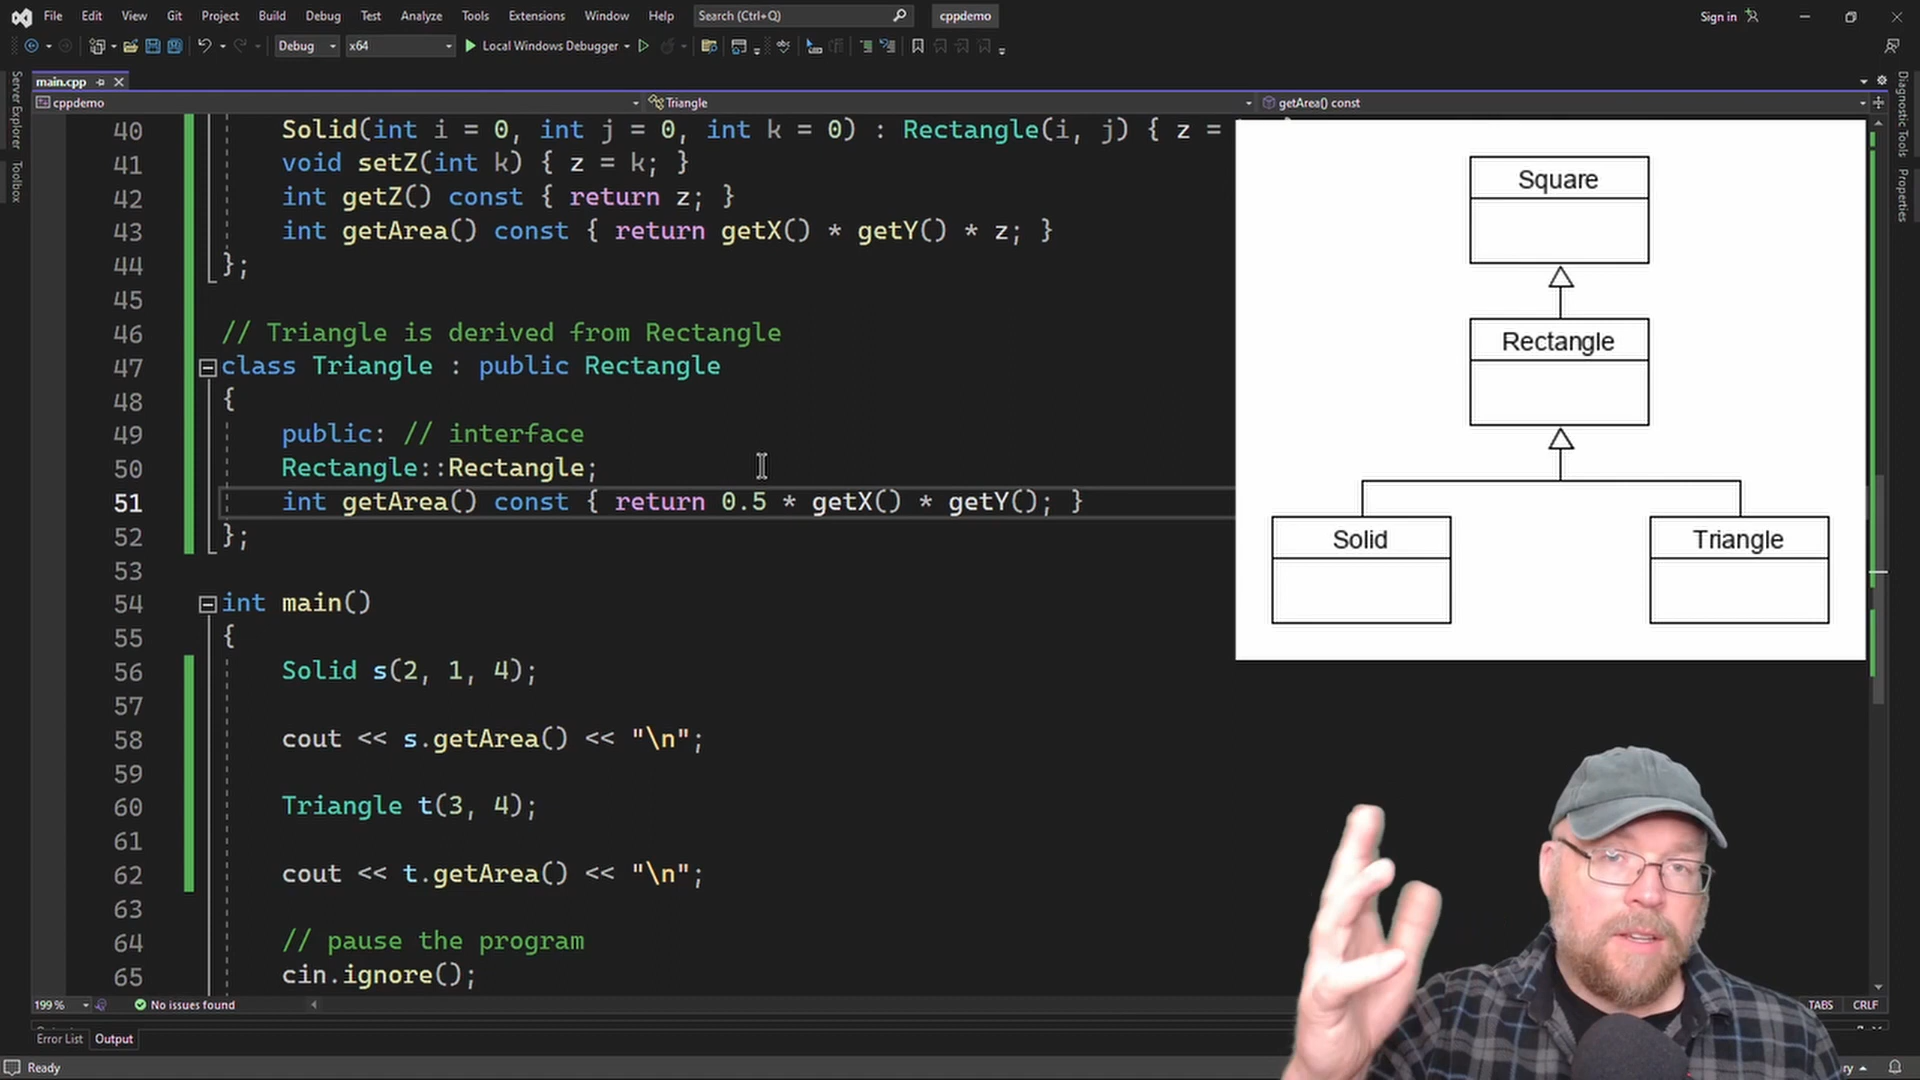 File Edit View Git Project Build Debug Test Analyze Tools Extensions Window Help Search (Ctrl+Q) cppdemo Sign in
Debug x64 Local Windows Debugger
main.cpp
cppdemo Triangle getArea() const
Server Explorer
Toolbox
Diagnostic Tools
Properties
40 Solid(int i = 0, int j = 0, int k = 0) : Rectangle(i, j) { z =
41 void setZ(int k) { z = k; }
42 int getZ() const { return z; }
43 int getArea() const { return getX() * getY() * z; }
44 };
45
46 // Triangle is derived from Rectangle
47 class Triangle : public Rectangle
48 {
49 public: // interface
50 Rectangle::Rectangle;
51 int getArea() const { return 0.5 * getX() * getY(); }
52 };
53
54 int main()
55 {
56 Solid s(2, 1, 4);
57
58 cout << s.getArea() << "\n";
59
60 Triangle t(3, 4);
61
62 cout << t.getArea() << "\n";
63
64 // pause the program
65 cin.ignore();
Square
Rectangle
Solid
Triangle
199 % No issues found TABS CRLF
Error List Output
Ready